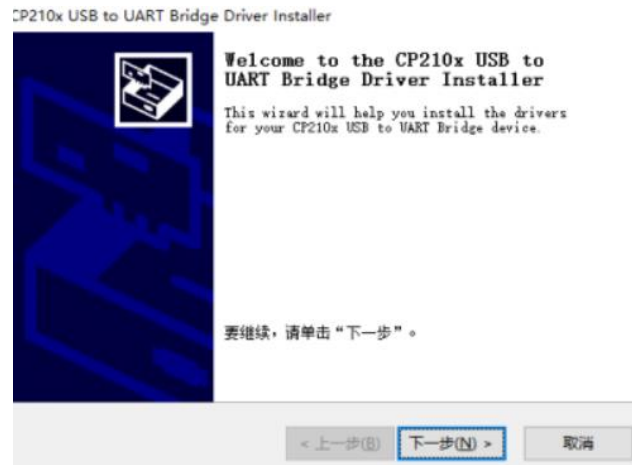 CP210x USB to UART Bridge Driver Installer
Welcome to the CP210x USB to
UART Bridge Driver Installer
This wizard will help you install the drivers
for your CP210x USB to UART Bridge device.
要继续，请单击“下一步”。
< 上一步(B)
下一步(N) >
取消